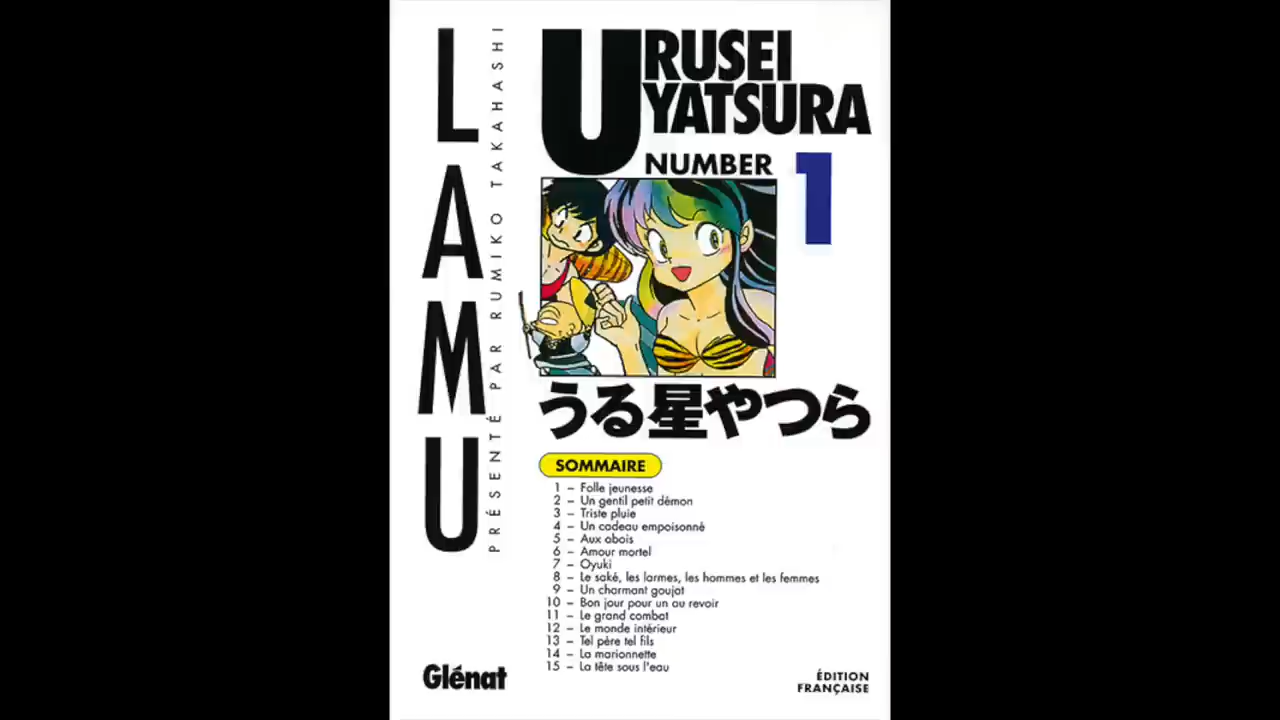 LAMU
PRÉSENTÉ PAR RUMIKO TAKAHASHI
URUSEI
YATSURA
NUMBER 1
うる星やつら
SOMMAIRE
1 – Folle jeunesse
2 – Un gentil petit démon
3 – Triste pluie
4 – Un cadeau empoisonné
5 – Aux abois
6 – Amour mortel
7 – Oyuki
8 – Le saké, les larmes, les hommes et les femmes
9 – Un charmant goujat
10 – Bon jour pour un au revoir
11 – Le grand combat
12 – Le monde intérieur
13 – Tel père tel fils
14 – La marionnette
15 – La tête sous l'eau
Glénat
ÉDITION
FRANÇAISE